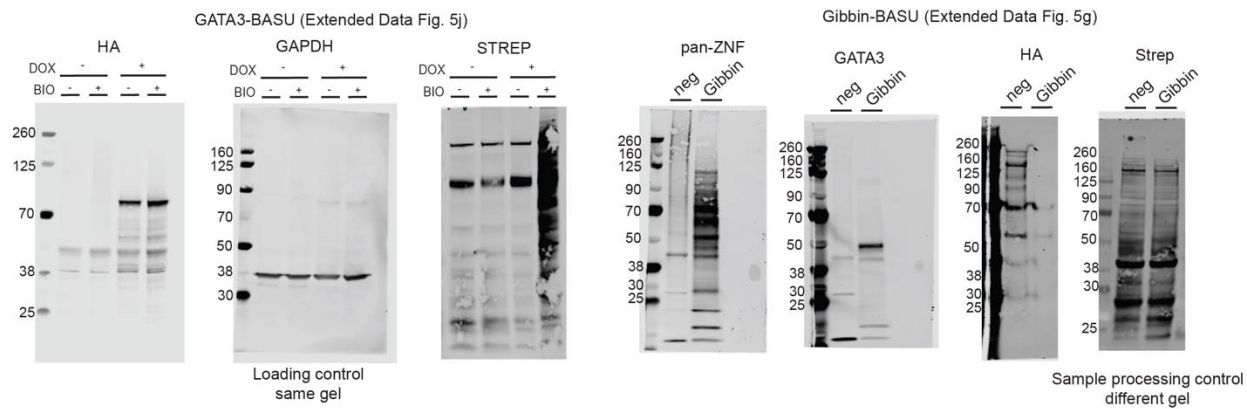 GATA3-BASU (Extended Data Fig. 5j)
HA
DOX - +
BIO - + - +
260
125
70
38
25
GAPDH
- +
- + - +
160
125
90
70
50
38
30
Loading control
same gel
STREP
DOX - +
BIO - + - +
Gibbin-BASU (Extended Data Fig. 5g)
pan-ZNF
neg Gibbin
260
160
125
90
70
50
38
30
25
GATA3
neg Gibbin
260
160
125
90
70
50
38
30
25
HA
neg Gibbin
260
160
125
90
70
50
38
30
25
Strep
neg Gibbin
260
160
125
90
70
50
38
30
25
Sample processing control
different gel